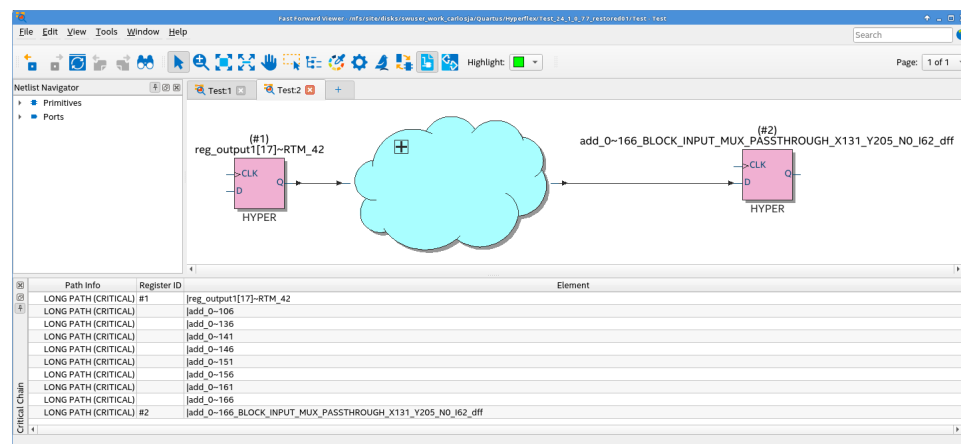 Fast Forward Viewer - /nfs/site/disks/swuser_work_carlosja/Quartus/Hyperflex/Test_24_1_0_77_restored01/Test - Test
File Edit View Tools Window Help
Search
Highlight:
Page: 1 of 1
Netlist Navigator
Primitives
Ports
Test:1
Test:2
+
(#1)
reg_output1[17]~RTM_42
CLK
D
Q
HYPER
(#2)
add_0~166_BLOCK_INPUT_MUX_PASSTHROUGH_X131_Y205_N0_I62_dff
CLK
D
Q
HYPER
Critical Chain
Path Info Register ID Element
LONG PATH (CRITICAL) #1 |reg_output1[17]~RTM_42
LONG PATH (CRITICAL) |add_0~106
LONG PATH (CRITICAL) |add_0~136
LONG PATH (CRITICAL) |add_0~141
LONG PATH (CRITICAL) |add_0~146
LONG PATH (CRITICAL) |add_0~151
LONG PATH (CRITICAL) |add_0~156
LONG PATH (CRITICAL) |add_0~161
LONG PATH (CRITICAL) |add_0~166
LONG PATH (CRITICAL) #2 |add_0~166_BLOCK_INPUT_MUX_PASSTHROUGH_X131_Y205_N0_I62_dff